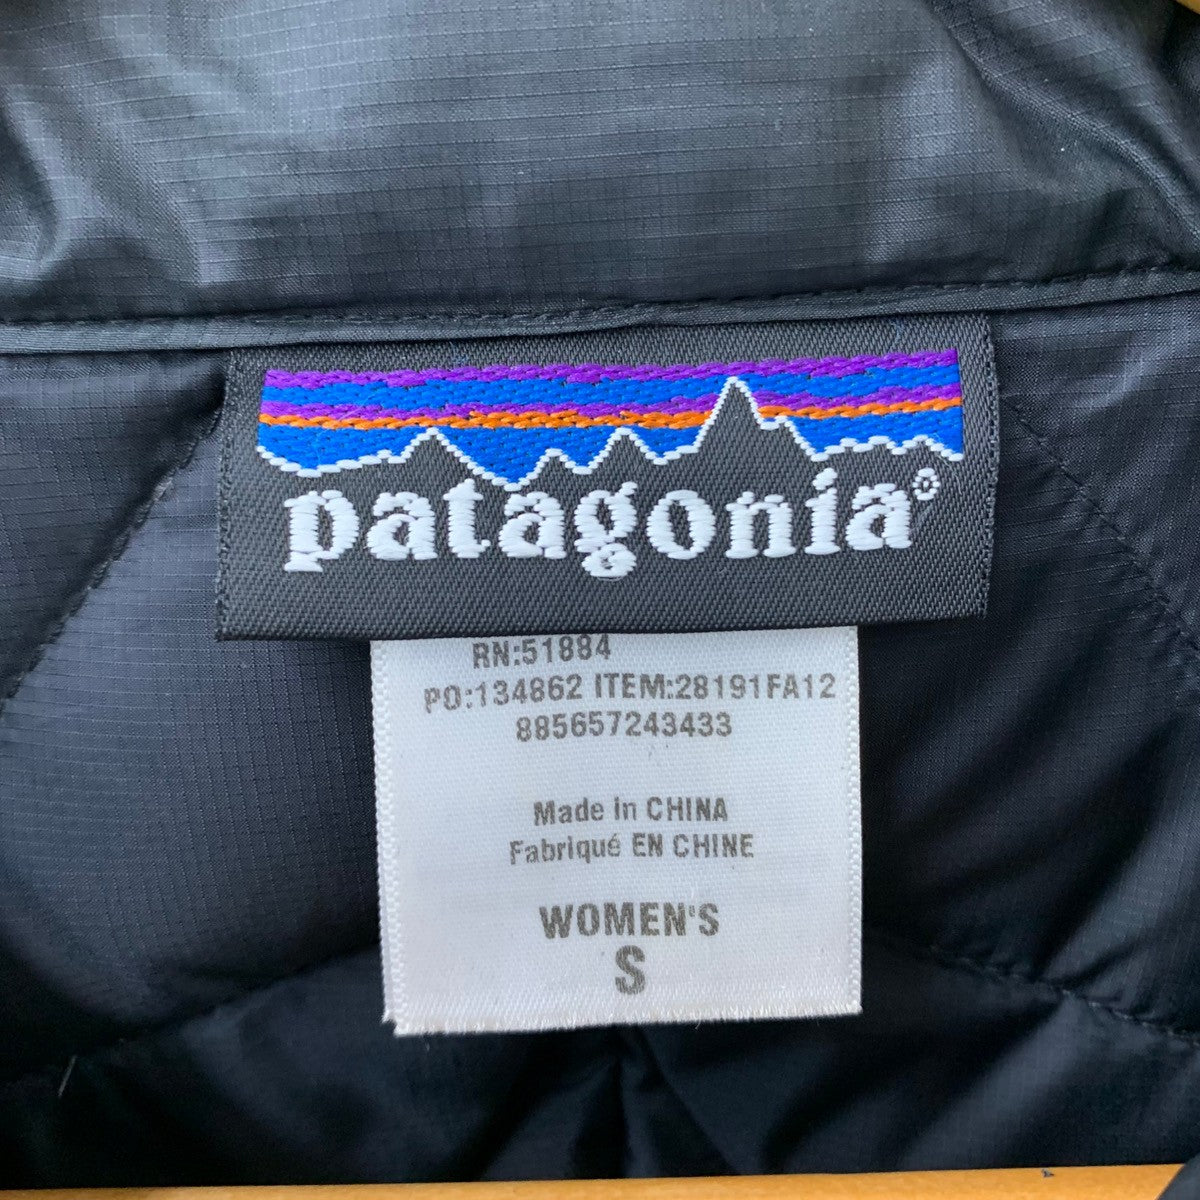 patagonia®
RN:51884
PO:134862 ITEM:28191FA12
885657243433
Made in CHINA
Fabriqué EN CHINE
WOMEN'S
S